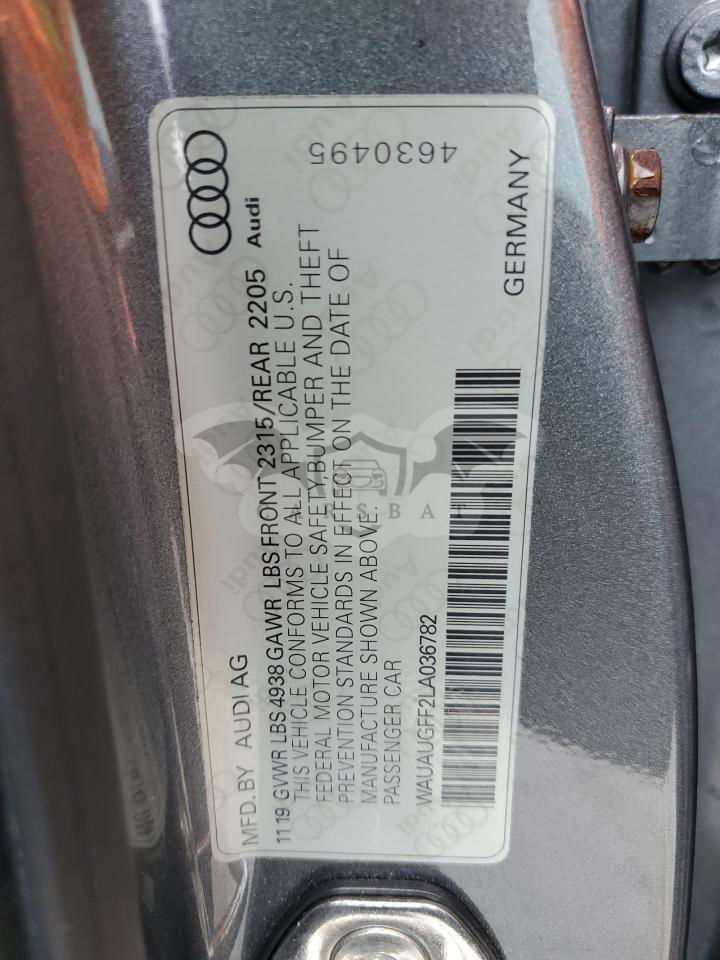 MFD. BY AUDI AG
Audi
11 19 GVWR LBS 4938 GAWR LBS FRONT 2315/REAR 2205
THIS VEHICLE CONFORMS TO ALL APPLICABLE U.S.
FEDERAL MOTOR VEHICLE SAFETY BUMPER AND THEFT
PREVENTION STANDARDS IN EFFECT ON THE DATE OF
MANUFACTURE SHOWN ABOVE.
PASSENGER CAR
4630495
WAUAUGFF2LA036782
GERMANY